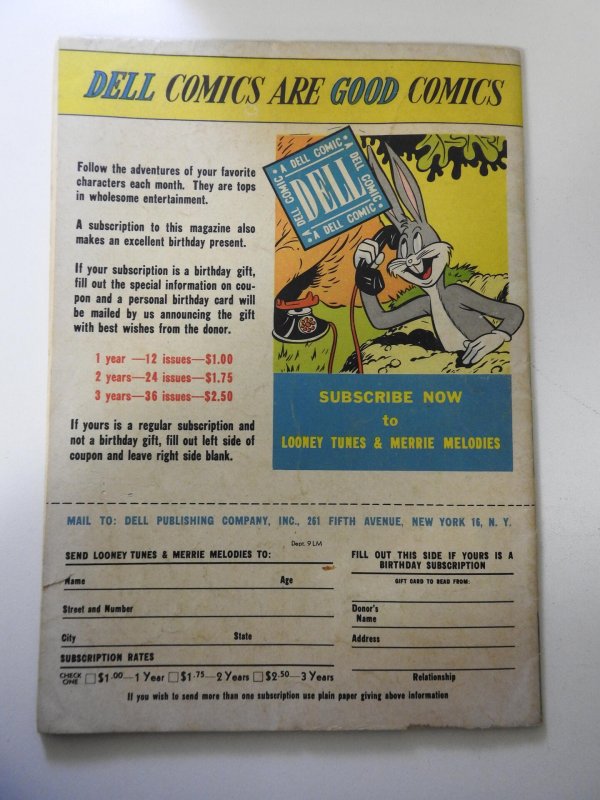 DELL COMICS ARE GOOD COMICS
Follow the adventures of your favorite
characters each month. They are tops
in wholesome entertainment.
A subscription to this magazine also
makes an excellent birthday present.
If your subscription is a birthday gift,
fill out the special information on cou-
pon and a personal birthday card will
be mailed by us announcing the gift
with best wishes from the donor.
1 year —12 issues—$1.00
2 years—24 issues—$1.75
3 years—36 issues—$2.50
If yours is a regular subscription and
not a birthday gift, fill out left side of
coupon and leave right side blank.
A DELL COMIC
A DELL COMIC
A DELL COMIC
A DELL COMIC
DELL
SUBSCRIBE NOW
to
LOONEY TUNES & MERRIE MELODIES
MAIL TO: DELL PUBLISHING COMPANY, INC., 261 FIFTH AVENUE, NEW YORK 16, N. Y.
Dept. 9LM
SEND LOONEY TUNES & MERRIE MELODIES TO:
Name Age
Street and Number
City State
SUBSCRIPTION RATES
CHECK ONE $1.00—1 Year $1.75—2 Years $2.50—3 Years
FILL OUT THIS SIDE IF YOURS IS A
BIRTHDAY SUBSCRIPTION
GIFT CARD TO READ FROM:
Donor's
Name
Address
Relationship
If you wish to send more than one subscription use plain paper giving above information